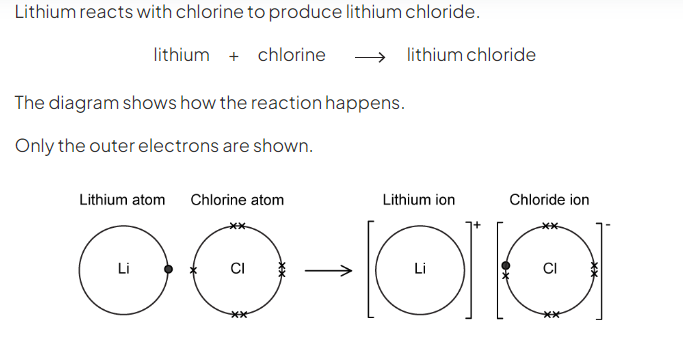 Lithium reacts with chlorine to produce lithium chloride.
lithium + chlorine ⟶ lithium chloride
The diagram shows how the reaction happens.
Only the outer electrons are shown.
Lithium atom Chlorine atom Lithium ion Chloride ion
Li Cl ⟶ [Li]+ [Cl]-